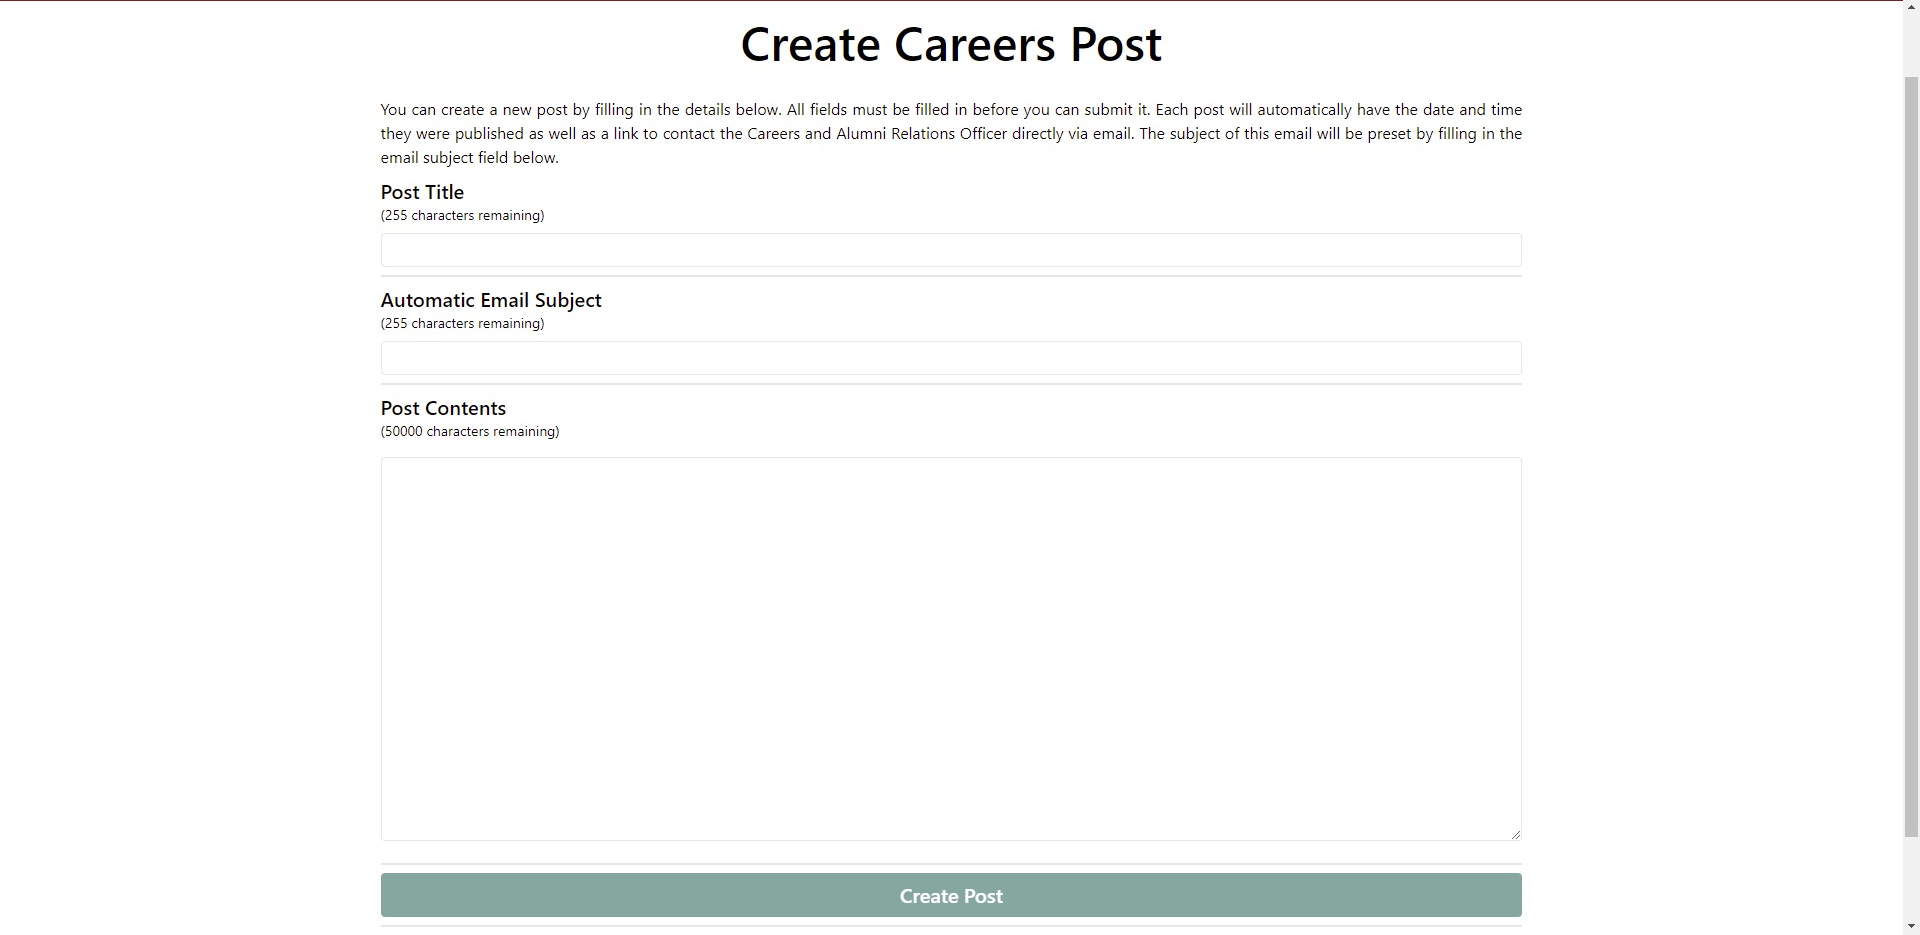 Create Careers Post
You can create a new post by filling in the details below. All fields must be filled in before you can submit it. Each post will automatically have the date and time
they were published as well as a link to contact the Careers and Alumni Relations Officer directly via email. The subject of this email will be preset by filling in the
email subject field below.
Post Title
(255 characters remaining)
Automatic Email Subject
(255 characters remaining)
Post Contents
(50000 characters remaining)
Create Post